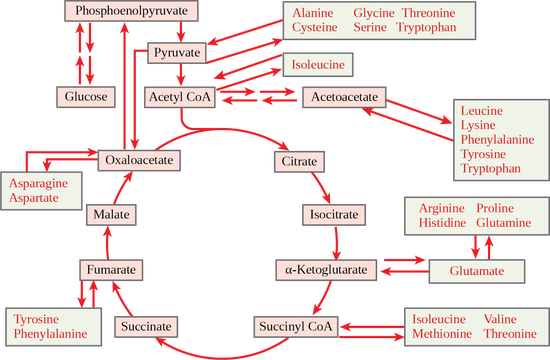 Phosphoenolpyruvate
Alanine Glycine Threonine
Cysteine Serine Tryptophan
Pyruvate
Isoleucine
Glucose
Acetyl CoA
Acetoacetate
Leucine
Lysine
Phenylalanine
Tyrosine
Tryptophan
Oxaloacetate
Citrate
Asparagine
Aspartate
Malate
Isocitrate
Arginine Proline
Histidine Glutamine
Fumarate
α-Ketoglutarate
Glutamate
Tyrosine
Phenylalanine
Succinate
Succinyl CoA
Isoleucine Valine
Methionine Threonine